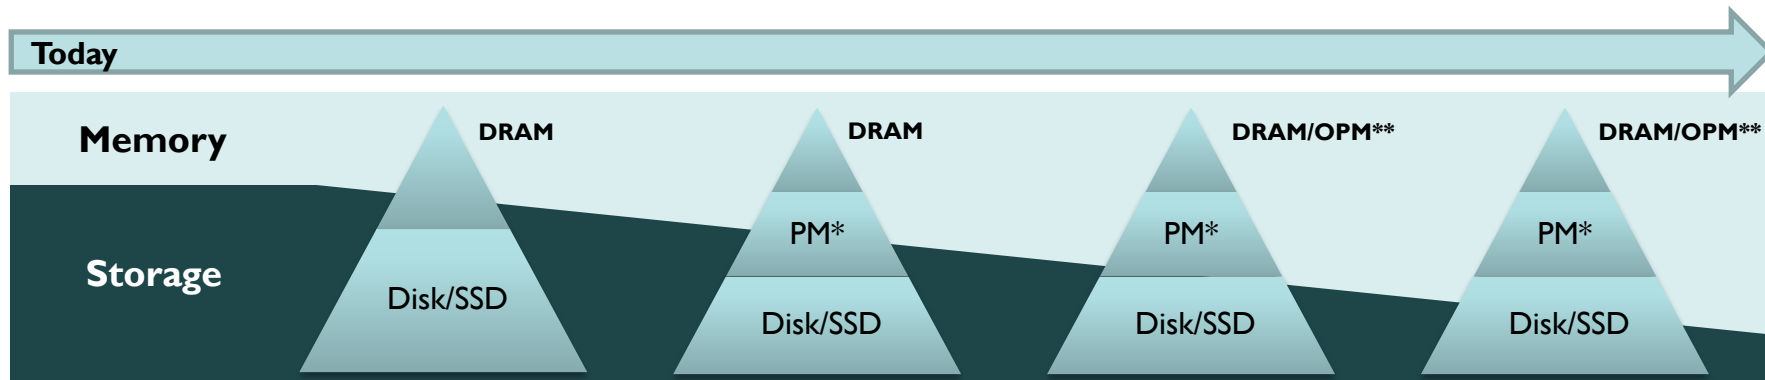 Today
Memory
DRAM
DRAM
DRAM/OPM**
DRAM/OPM**
PM*
PM*
PM*
Storage
Disk/SSD
Disk/SSD
Disk/SSD
Disk/SSD